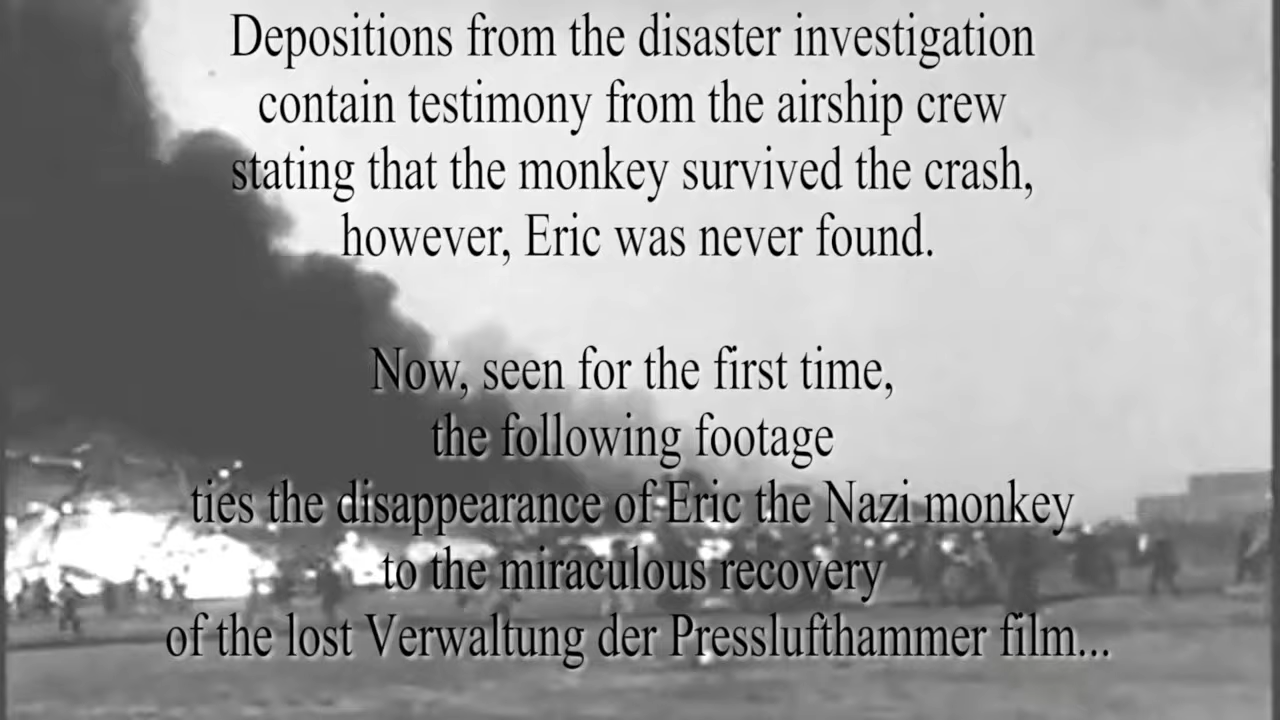 Depositions from the disaster investigation
contain testimony from the airship crew
stating that the monkey survived the crash,
however, Eric was never found.
Now, seen for the first time,
the following footage
ties the disappearance of Eric the Nazi monkey
to the miraculous recovery
of the lost Verwaltung der Presslufthammer film...